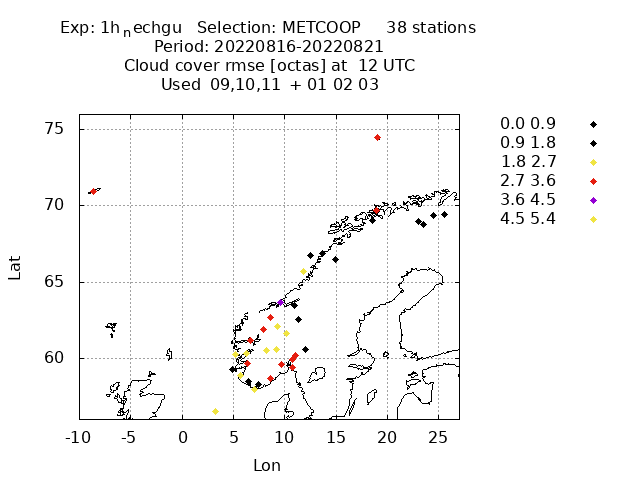 Exp: 1h_nechgu Selection: METCOOP 38 stations
Period: 20220816-20220821
Cloud cover rmse [octas] at 12 UTC
Used 09,10,11 + 01 02 03
75
70
65
60
-10 -5 0 5 10 15 20 25
Lat
Lon
0.0 0.9
0.9 1.8
1.8 2.7
2.7 3.6
3.6 4.5
4.5 5.4